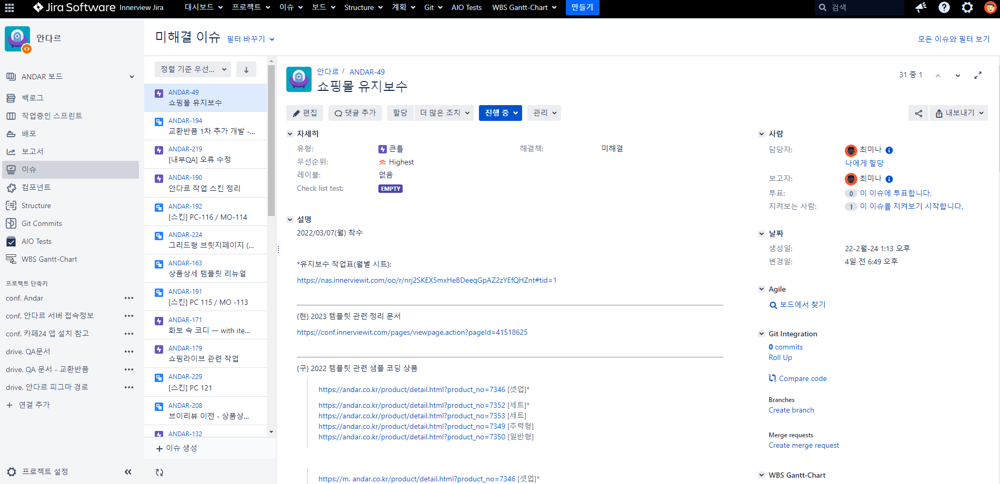 Jira Software Innerview Jira 대시보드 프로젝트 이슈 보드 Structure 계획 Git AIO Tests WBS Gantt-Chart 만들기 검색
안다르
ANDAR 보드
백로그
작업중인 스프린트
배포
보고서
이슈
컴포넌트
Structure
Git Commits
AIO Tests
WBS Gantt-Chart
프로젝트 단축키
conf. Andar
conf. 안다르 서버 접속정보
conf. 카페24 앱 설치 참고
drive. QA문서
drive. QA 문서 - 교환반품
drive. 안다르 피그마 경로
+ 연결 추가
프로젝트 설정
미해결 이슈 필터 바꾸기
모든 이슈와 필터 보기
정렬 기준 우선...
ANDAR-49
쇼핑몰 유지보수
ANDAR-194
교환반품 1차 추가 개발 -...
ANDAR-219
[내부QA] 오류 수정
ANDAR-190
안다르 작업 스킨 정리
ANDAR-192
[스킨] PC-116 / MO-114
ANDAR-224
그리드형 브릿지페이지 (...
ANDAR-163
상품상세 템플릿 리뉴얼
ANDAR-191
[스킨] PC 115 / MO -113
ANDAR-171
화보 속 코디 — with ite...
ANDAR-179
쇼핑라이브 관련 작업
ANDAR-229
[스킨] PC 121
ANDAR-208
브이리뷰 이전 - 상품상...
ANDAR-132
+ 이슈 생성
안다르 / ANDAR-49
쇼핑몰 유지보수
31 중 1
편집 댓글 추가 할당 더 많은 조치 진행 중 관리 내보내기
자세히
유형: 큰틀
해결책: 미해결
우선순위: Highest
레이블: 없음
Check list test: EMPTY
설명
2022/03/07(월) 착수
*유지보수 작업표(월별 시트):
https://nas.innerviewit.com/oo/r/nrj2SKEX5mxHeBDeeqGpAZ2zYEfQHZnt#tid=1
(현) 2023 템플릿 관련 정리 문서
https://conf.innerviewit.com/pages/viewpage.action?pageId=41518625
(구) 2022 템플릿 관련 샘플 코딩 상품
https://andar.co.kr/product/detail.html?product_no=7346 [셋업]*
https://andar.co.kr/product/detail.html?product_no=7352 [세트]*
https://andar.co.kr/product/detail.html?product_no=7353 [세트]
https://andar.co.kr/product/detail.html?product_no=7349 [주력형]
https://andar.co.kr/product/detail.html?product_no=7350 [일반형]
https://m. andar.co.kr/product/detail.html?product_no=7346 [셋업]*
사람
담당자: 최미나
나에게 할당
보고자: 최미나
투표: 0 이 이슈에 투표합니다.
지켜보는 사람: 1 이 이슈를 지켜보기 시작합니다.
날짜
생성일: 22-2월-24 1:13 오후
변경일: 4일 전 6:49 오후
Agile
보드에서 찾기
Git Integration
0 commits
Roll Up
Compare code
Branches
Create branch
Merge requests
Create merge request
WBS Gantt-Chart